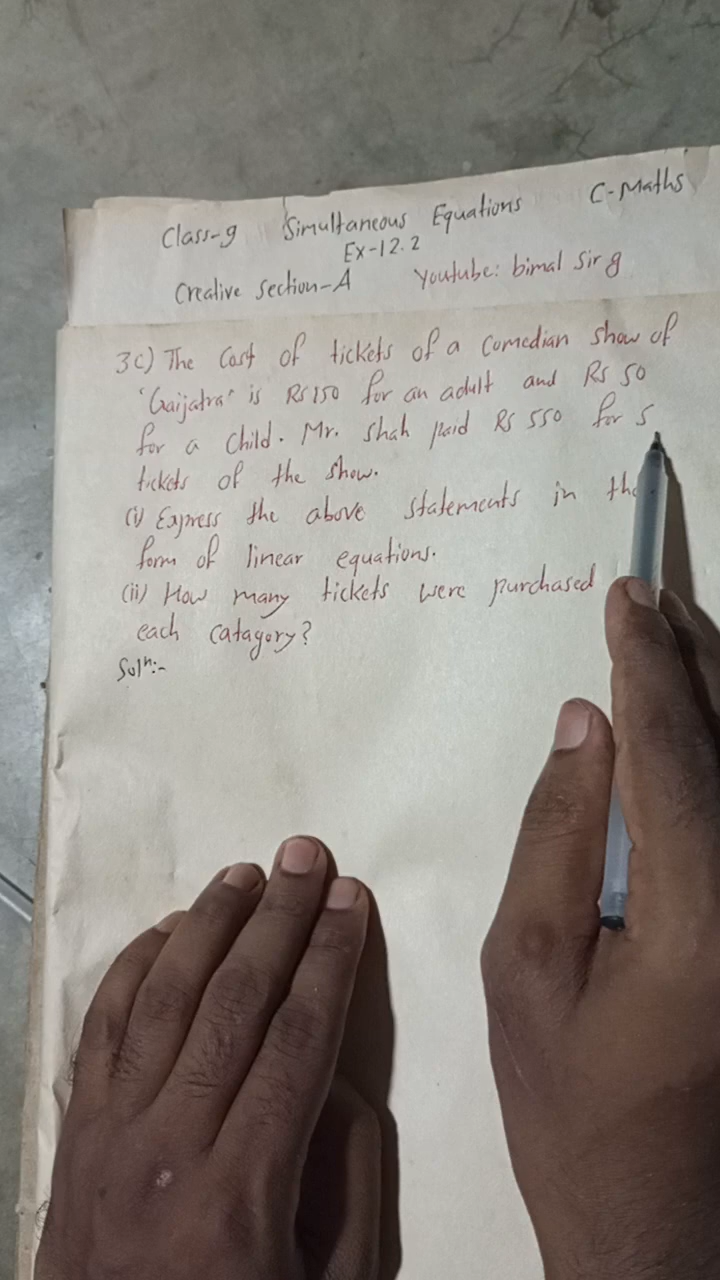 Class-9 Simultaneous Equations C-Maths
Ex-12.2
Creative section-A Youtube: bimal sir g
3c) The Cost of tickets of a Comedian show of
'Gaijatra' is Rs 150 for an adult and Rs 50
for a child. Mr. Shah paid Rs 550 for 5
tickets of the show.
(i) Express the above statements in the
form of linear equations.
(ii) How many tickets were purchased
each catagory?
Solⁿ:-